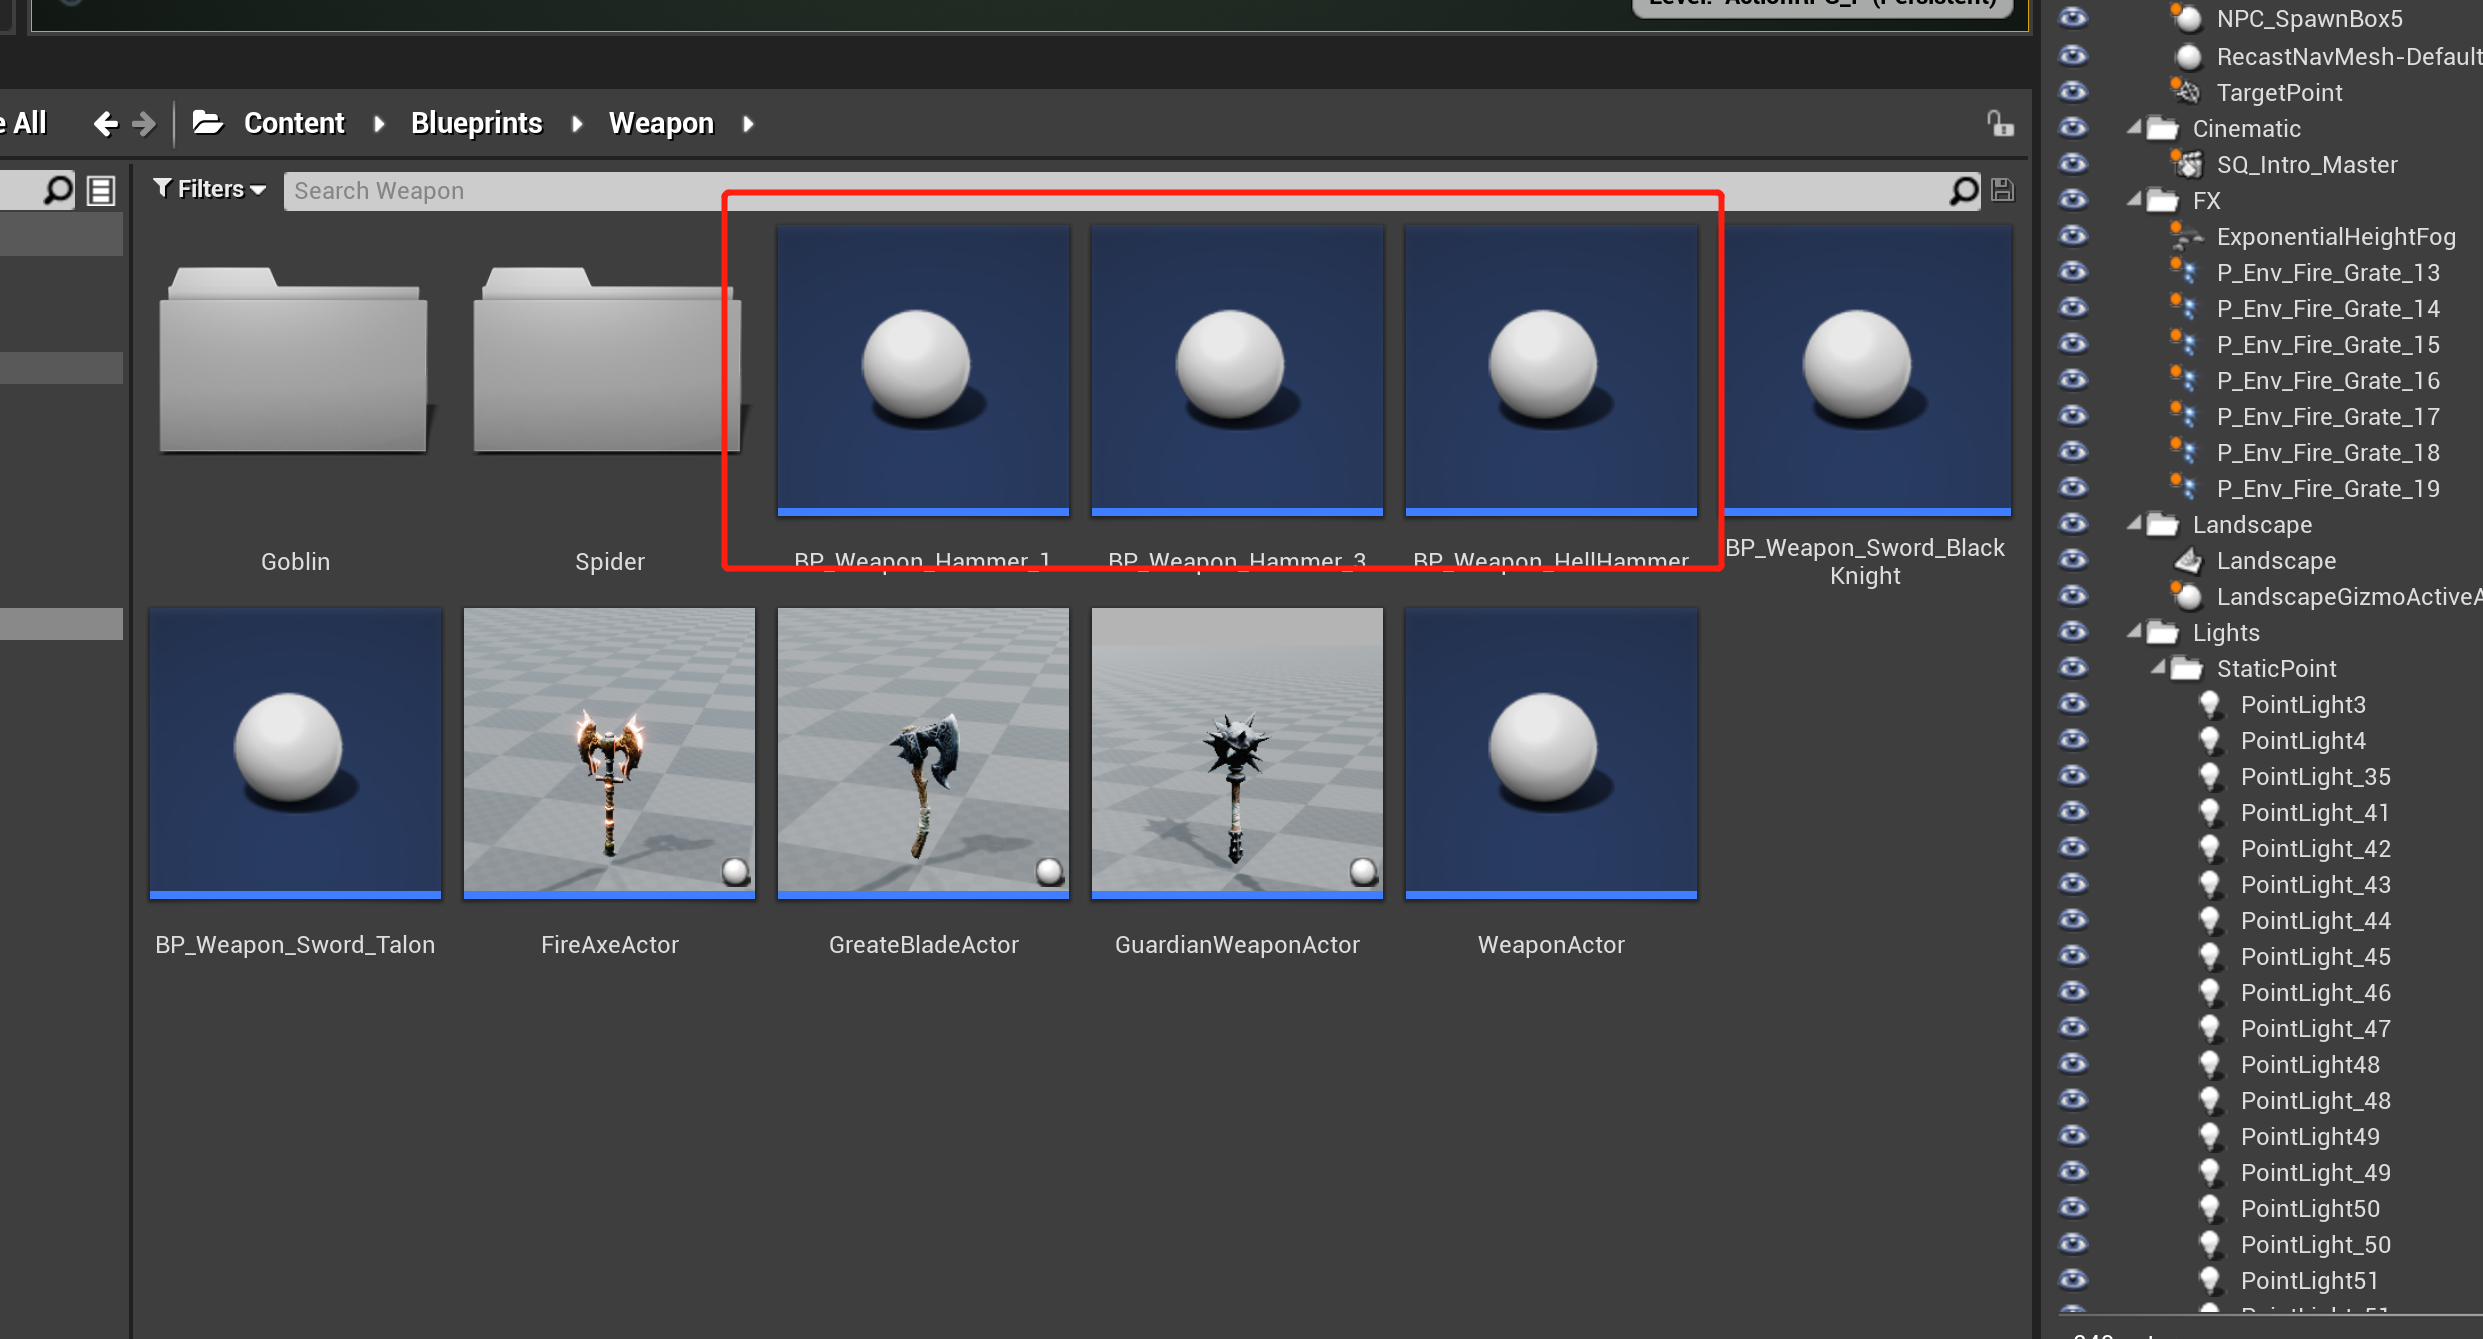 Level: ActionRPG_P (Persistent)
e All
Content
Blueprints
Weapon
Filters
Search Weapon
Goblin
Spider
BP_Weapon_Hammer_1
BP_Weapon_Hammer_3
BP_Weapon_HellHammer
BP_Weapon_Sword_Black
Knight
BP_Weapon_Sword_Talon
FireAxeActor
GreateBladeActor
GuardianWeaponActor
WeaponActor
NPC_SpawnBox5
RecastNavMesh-Default
TargetPoint
Cinematic
SQ_Intro_Master
FX
ExponentialHeightFog
P_Env_Fire_Grate_13
P_Env_Fire_Grate_14
P_Env_Fire_Grate_15
P_Env_Fire_Grate_16
P_Env_Fire_Grate_17
P_Env_Fire_Grate_18
P_Env_Fire_Grate_19
Landscape
Landscape
LandscapeGizmoActiveA
Lights
StaticPoint
PointLight3
PointLight4
PointLight_35
PointLight_41
PointLight_42
PointLight_43
PointLight_44
PointLight_45
PointLight_46
PointLight_47
PointLight48
PointLight_48
PointLight49
PointLight_49
PointLight50
PointLight_50
PointLight51